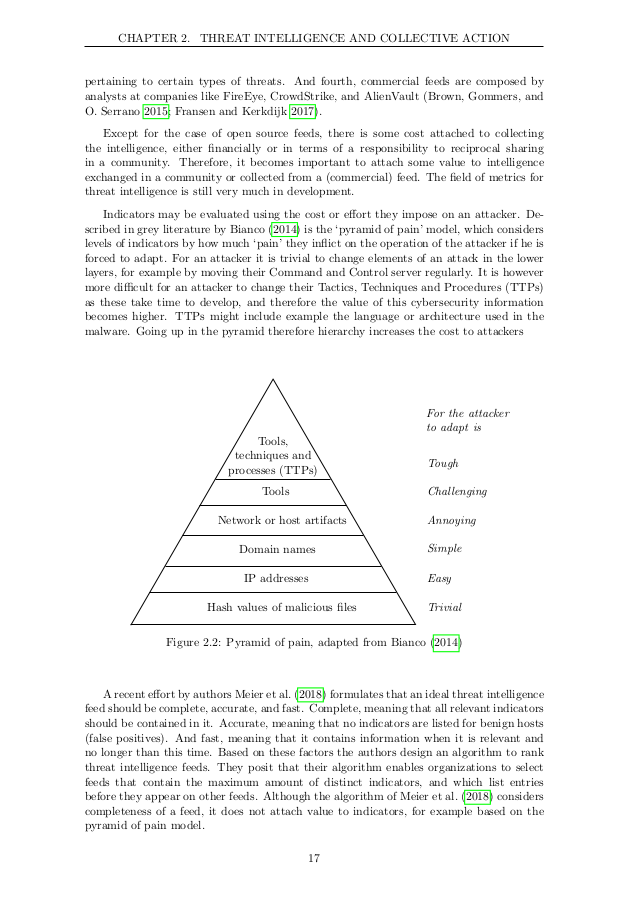 CHAPTER 2. THREAT INTELLIGENCE AND COLLECTIVE ACTION
pertaining to certain types of threats. And fourth, commercial feeds are composed by
analysts at companies like FireEye, CrowdStrike, and AlienVault (Brown, Gommers, and
O. Serrano 2015; Fransen and Kerkdijk 2017).
Except for the case of open source feeds, there is some cost attached to collecting
the intelligence, either financially or in terms of a responsibility to reciprocal sharing
in a community. Therefore, it becomes important to attach some value to intelligence
exchanged in a community or collected from a (commercial) feed. The field of metrics for
threat intelligence is still very much in development.
Indicators may be evaluated using the cost or effort they impose on an attacker. De-
scribed in grey literature by Bianco (2014) is the ‘pyramid of pain’ model, which considers
levels of indicators by how much ‘pain’ they inflict on the operation of the attacker if he is
forced to adapt. For an attacker it is trivial to change elements of an attack in the lower
layers, for example by moving their Command and Control server regularly. It is however
more difficult for an attacker to change their Tactics, Techniques and Procedures (TTPs)
as these take time to develop, and therefore the value of this cybersecurity information
becomes higher. TTPs might include example the language or architecture used in the
malware. Going up in the pyramid therefore hierarchy increases the cost to attackers
For the attacker
to adapt is
Tools,
techniques and
processes (TTPs)
Tough
Tools
Challenging
Network or host artifacts
Annoying
Domain names
Simple
IP addresses
Easy
Hash values of malicious files
Trivial
Figure 2.2: Pyramid of pain, adapted from Bianco (2014)
A recent effort by authors Meier et al. (2018) formulates that an ideal threat intelligence
feed should be complete, accurate, and fast. Complete, meaning that all relevant indicators
should be contained in it. Accurate, meaning that no indicators are listed for benign hosts
(false positives). And fast, meaning that it contains information when it is relevant and
no longer than this time. Based on these factors the authors design an algorithm to rank
threat intelligence feeds. They posit that their algorithm enables organizations to select
feeds that contain the maximum amount of distinct indicators, and which list entries
before they appear on other feeds. Although the algorithm of Meier et al. (2018) considers
completeness of a feed, it does not attach value to indicators, for example based on the
pyramid of pain model.
17